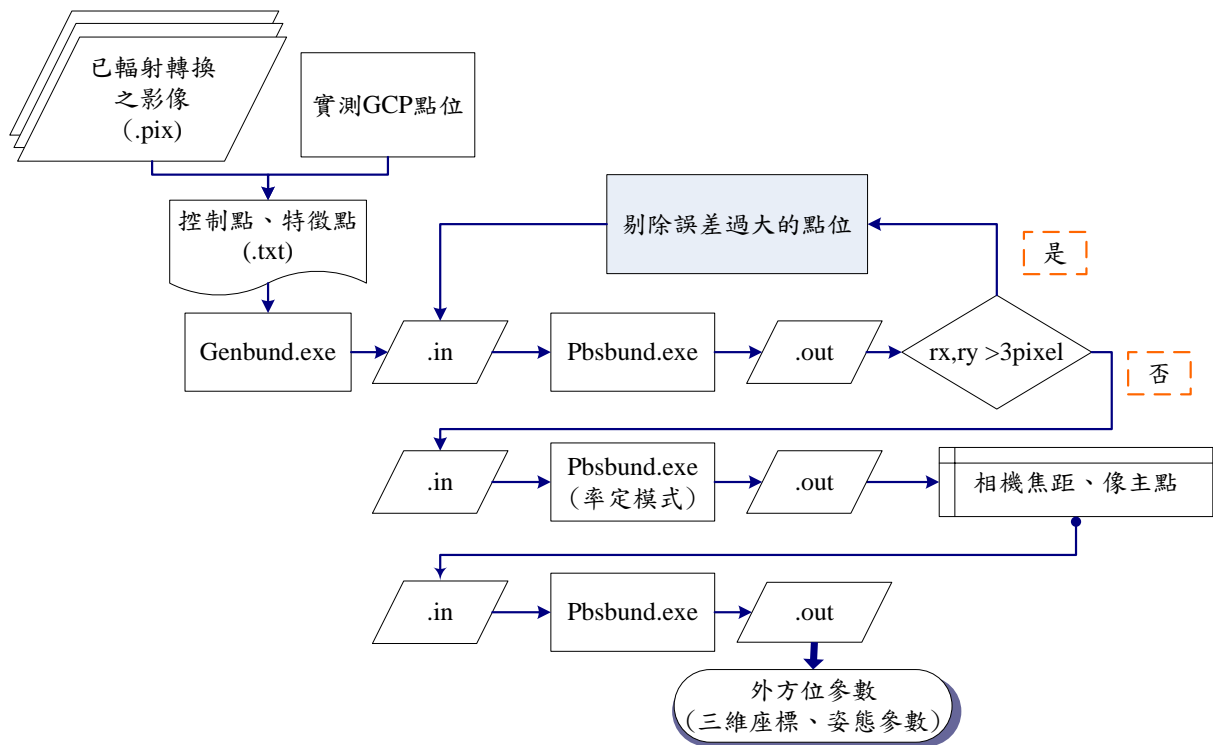 已輻射轉換
之影像
（.pix）
實測GCP點位
控制點、特徵點
(.txt)
剔除誤差過大的點位
是
Genbund.exe
.in
Pbsbund.exe
.out
rx,ry >3pixel
否
.in
Pbsbund.exe
（率定模式）
.out
相機焦距、像主點
.in
Pbsbund.exe
.out
外方位參數
（三維座標、姿態參數）